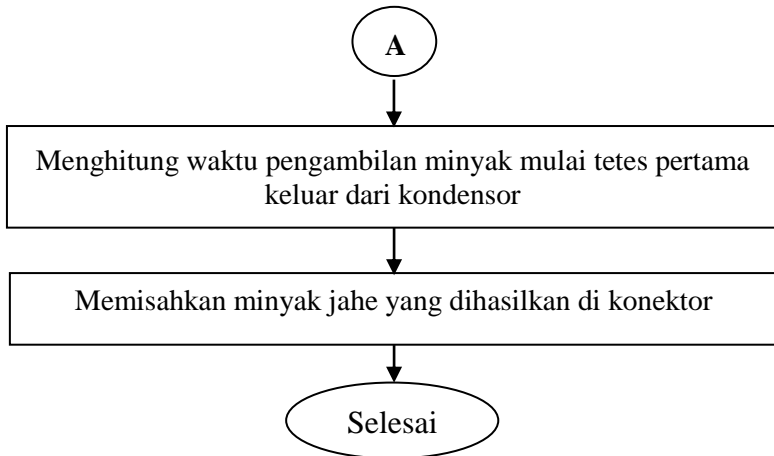 A
Menghitung waktu pengambilan minyak mulai tetes pertama
keluar dari kondensor
Memisahkan minyak jahe yang dihasilkan di konektor
Selesai